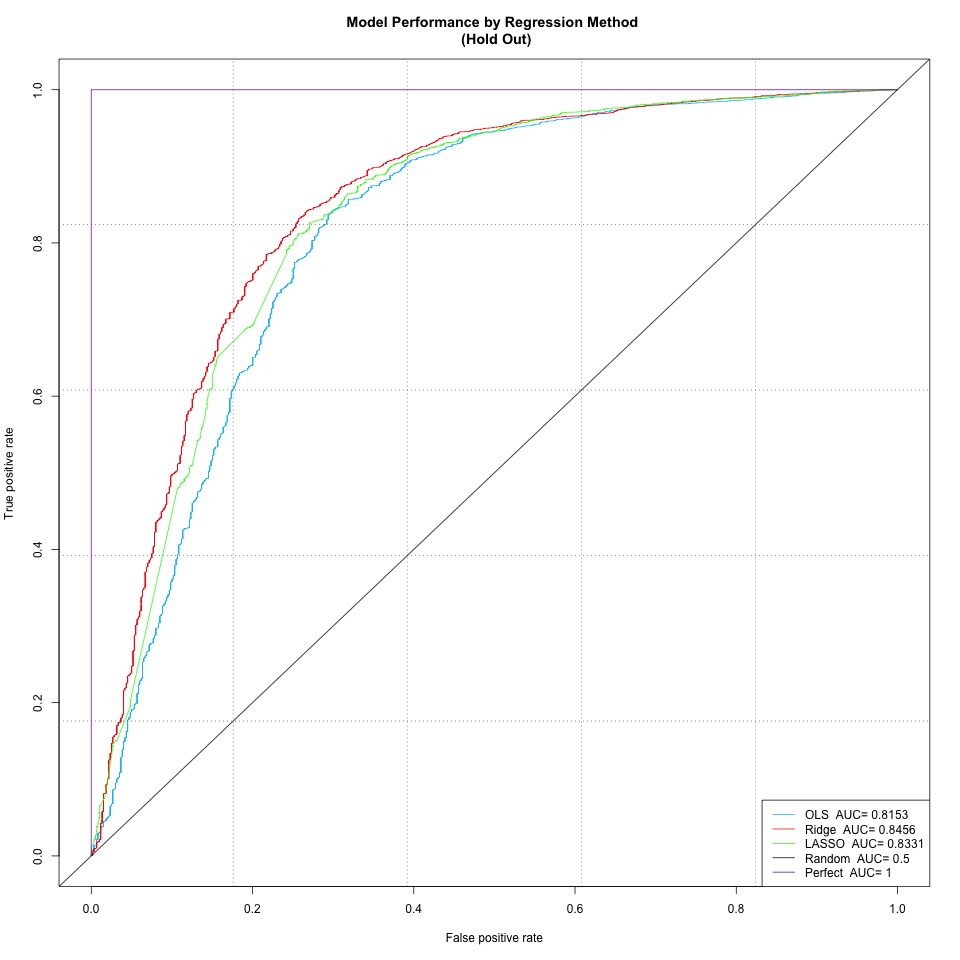 Model Performance by Regression Method
(Hold Out)
True positive rate
1.0
0.8
0.6
0.4
0.2
0.0
OLS AUC= 0.8153
Ridge AUC= 0.8456
LASSO AUC= 0.8331
Random AUC= 0.5
Perfect AUC= 1
0.0 0.2 0.4 0.6 0.8 1.0
False positive rate